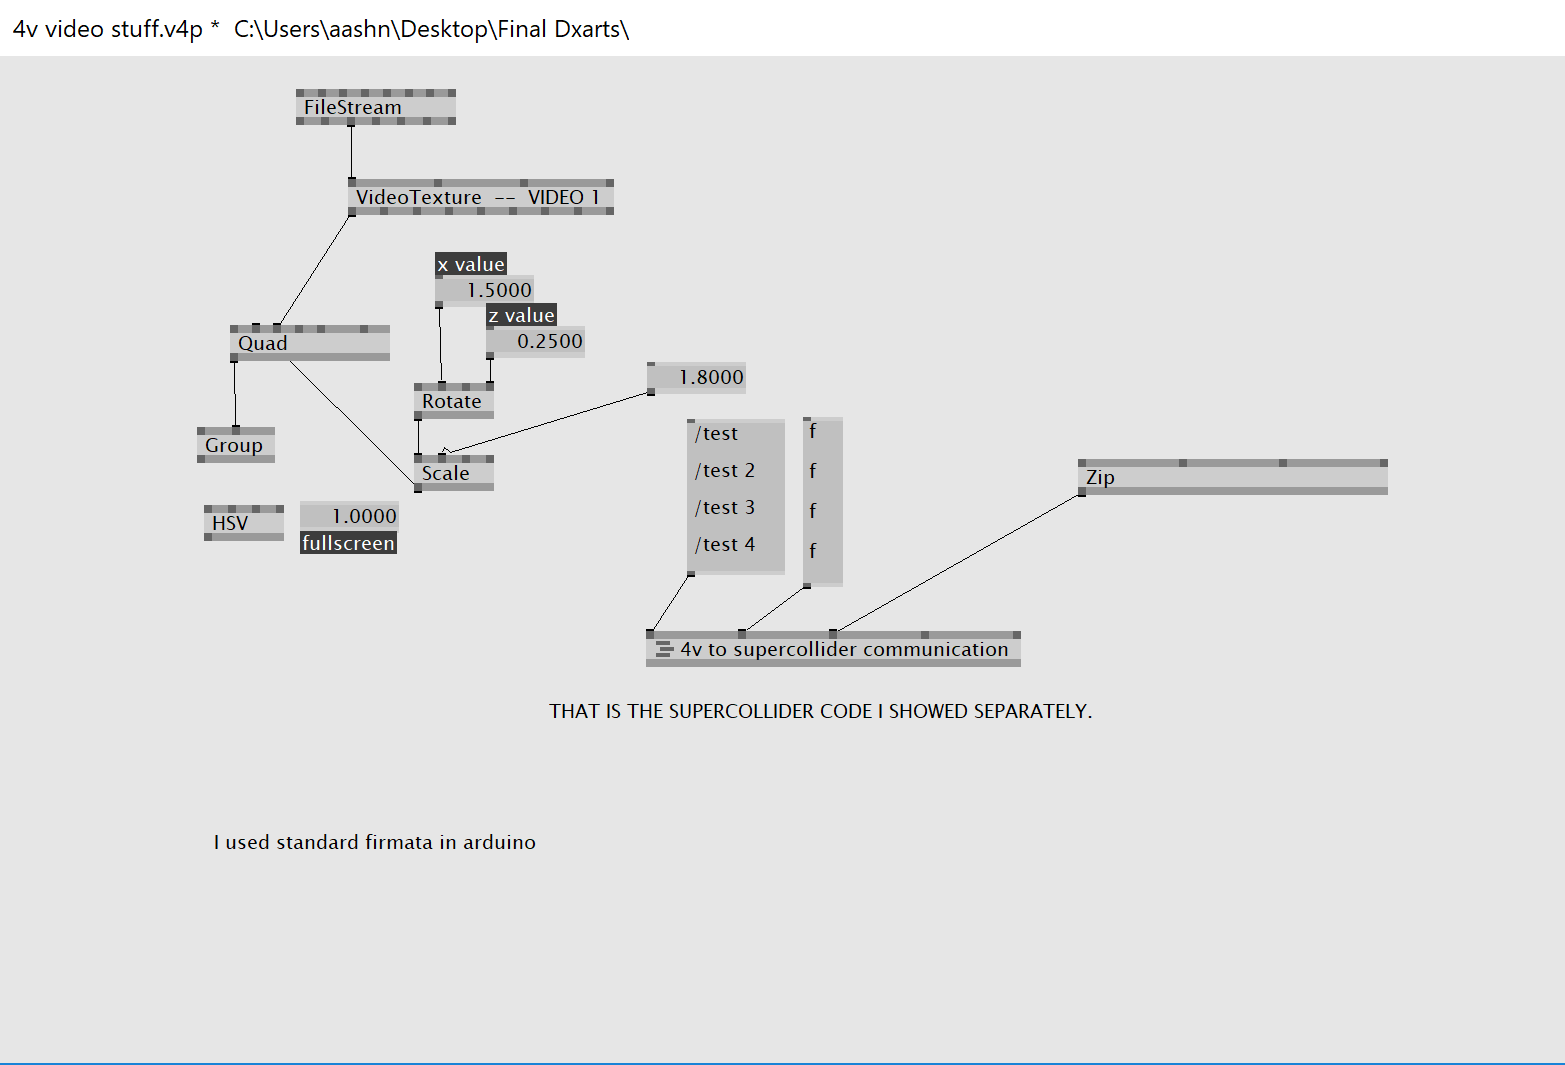 4v video stuff.v4p *  C:\Users\aashn\Desktop\Final Dxarts\
FileStream
VideoTexture -- VIDEO 1
x value
1.5000
z value
0.2500
Quad
1.8000
Rotate
/test
/test 2
/test 3
/test 4
f
f
f
f
Group
Scale
Zip
HSV
1.0000
fullscreen
4v to supercollider communication
THAT IS THE SUPERCOLLIDER CODE I SHOWED SEPARATELY.
I used standard firmata in arduino